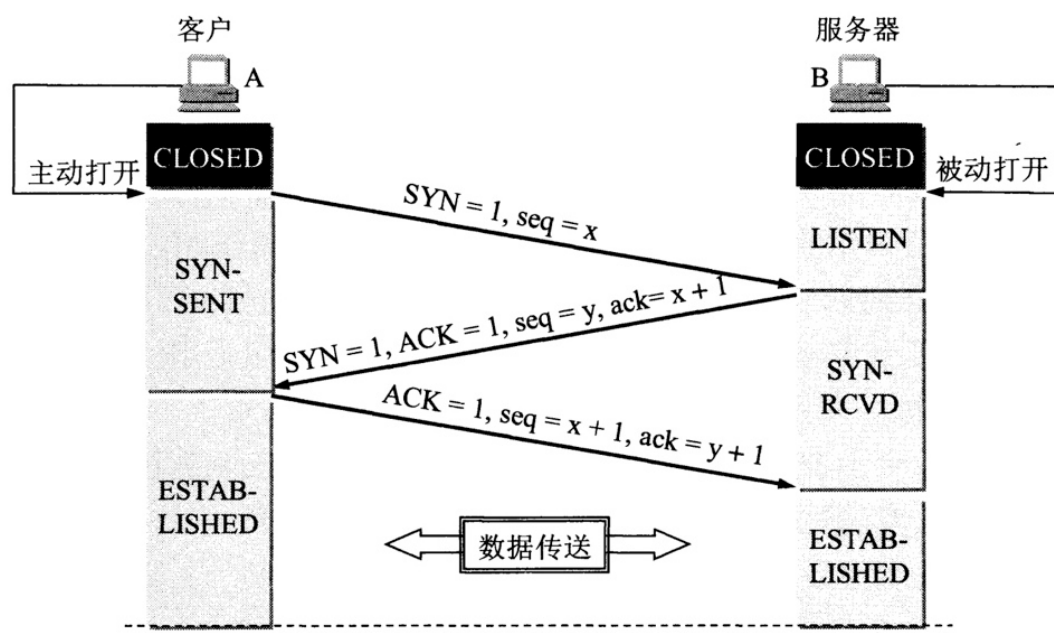 客户
服务器
A
B
CLOSED
CLOSED
主动打开
被动打开
SYN = 1, seq = x
LISTEN
SYN-
SENT
SYN = 1, ACK = 1, seq = y, ack= x + 1
SYN-
RCVD
ACK = 1, seq = x + 1, ack = y + 1
ESTAB-
LISHED
数据传送
ESTAB-
LISHED